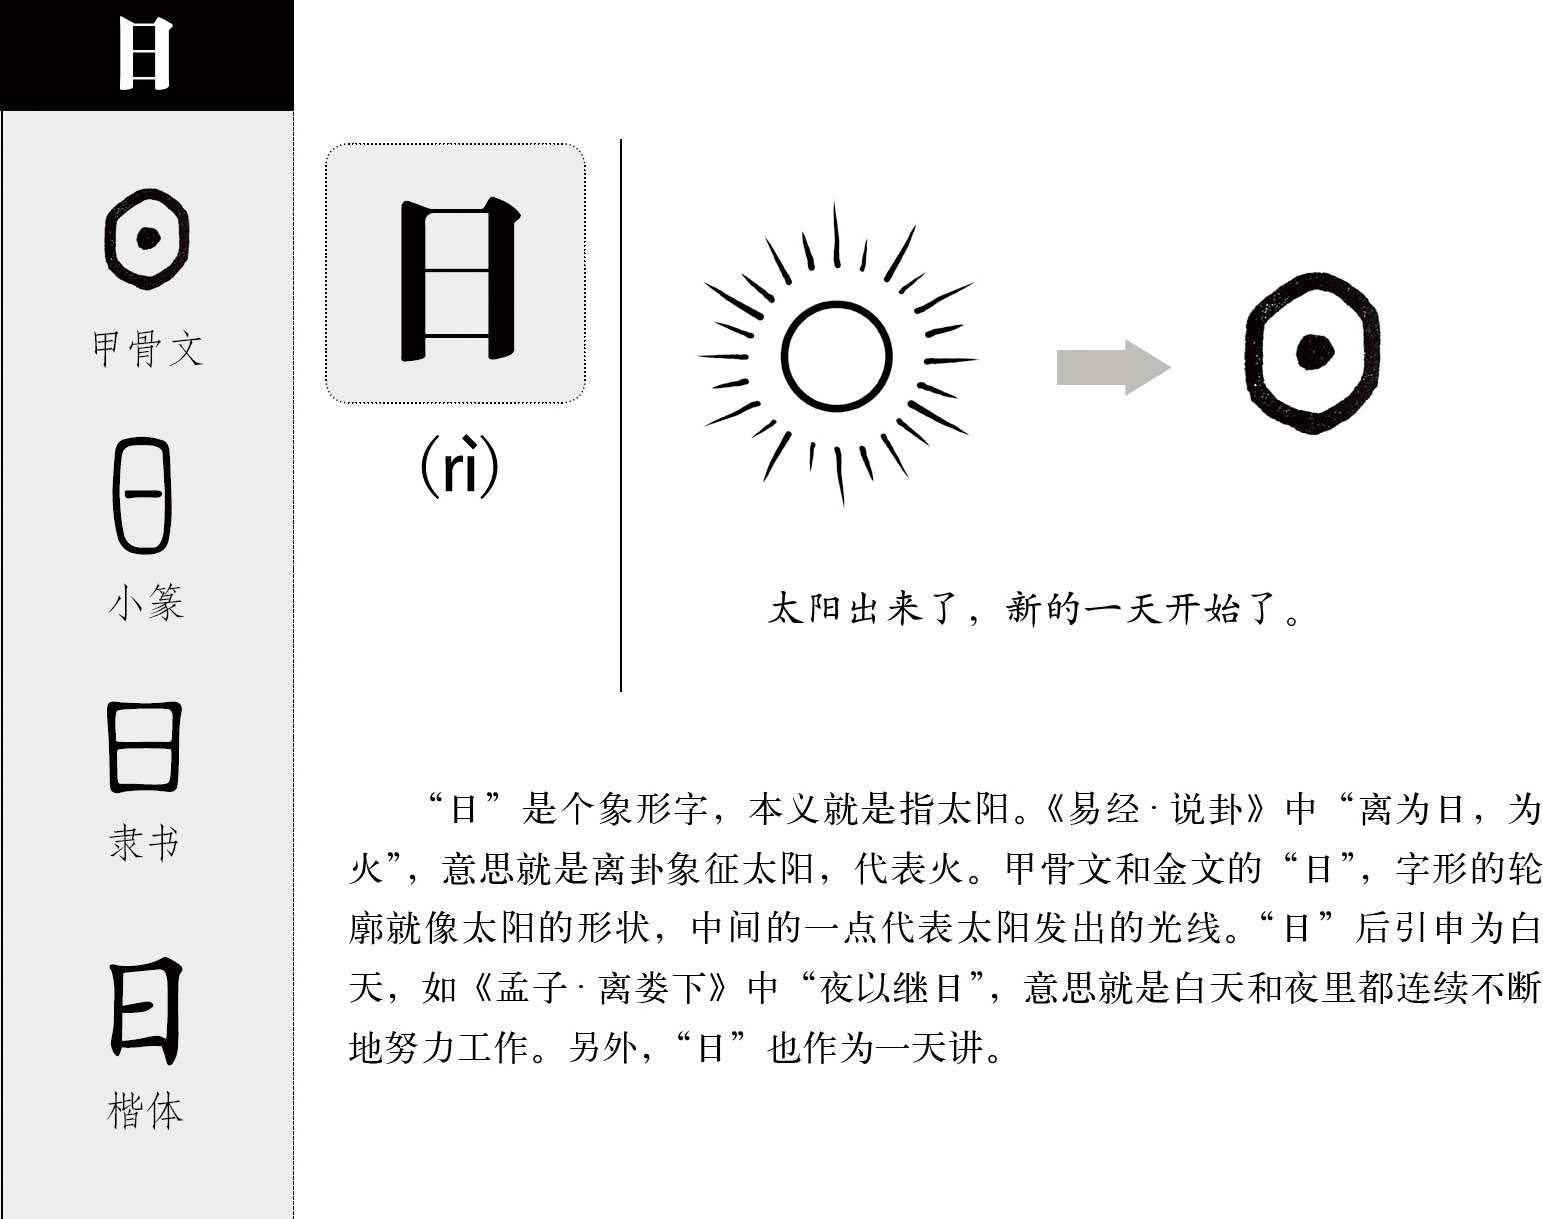 日
甲骨文
小篆
隶书
楷体
日
(rì)
太阳出来了，新的一天开始了。
“日”是个象形字，本义就是指太阳。《易经·说卦》中“离为日，为
火”，意思就是离卦象征太阳，代表火。甲骨文和金文的“日”，字形的轮
廓就像太阳的形状，中间的一点代表太阳发出的光线。“日”后引申为白
天，如《孟子·离娄下》中“夜以继日”，意思就是白天和夜里都连续不断
地努力工作。另外，“日”也作为一天讲。